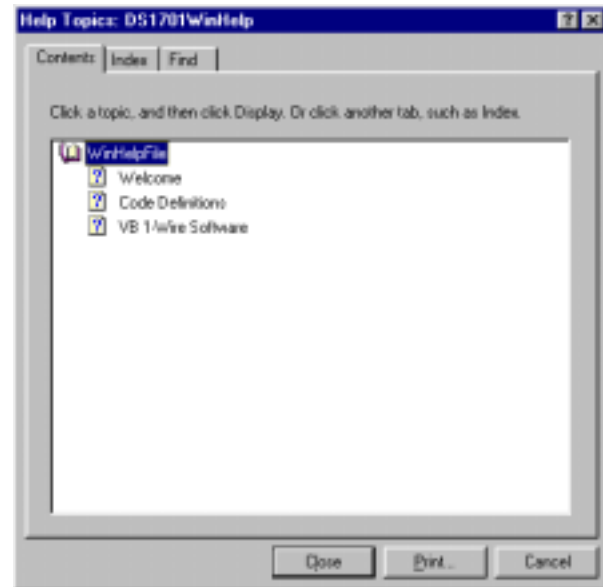 Help Topics: DS1701WinHelp
Contents Index Find
Click a topic, and then click Display. Or click another tab, such as Index.
WinHelpFile
Welcome
Code Definitions
VB 1-Wire Software
Close Print... Cancel